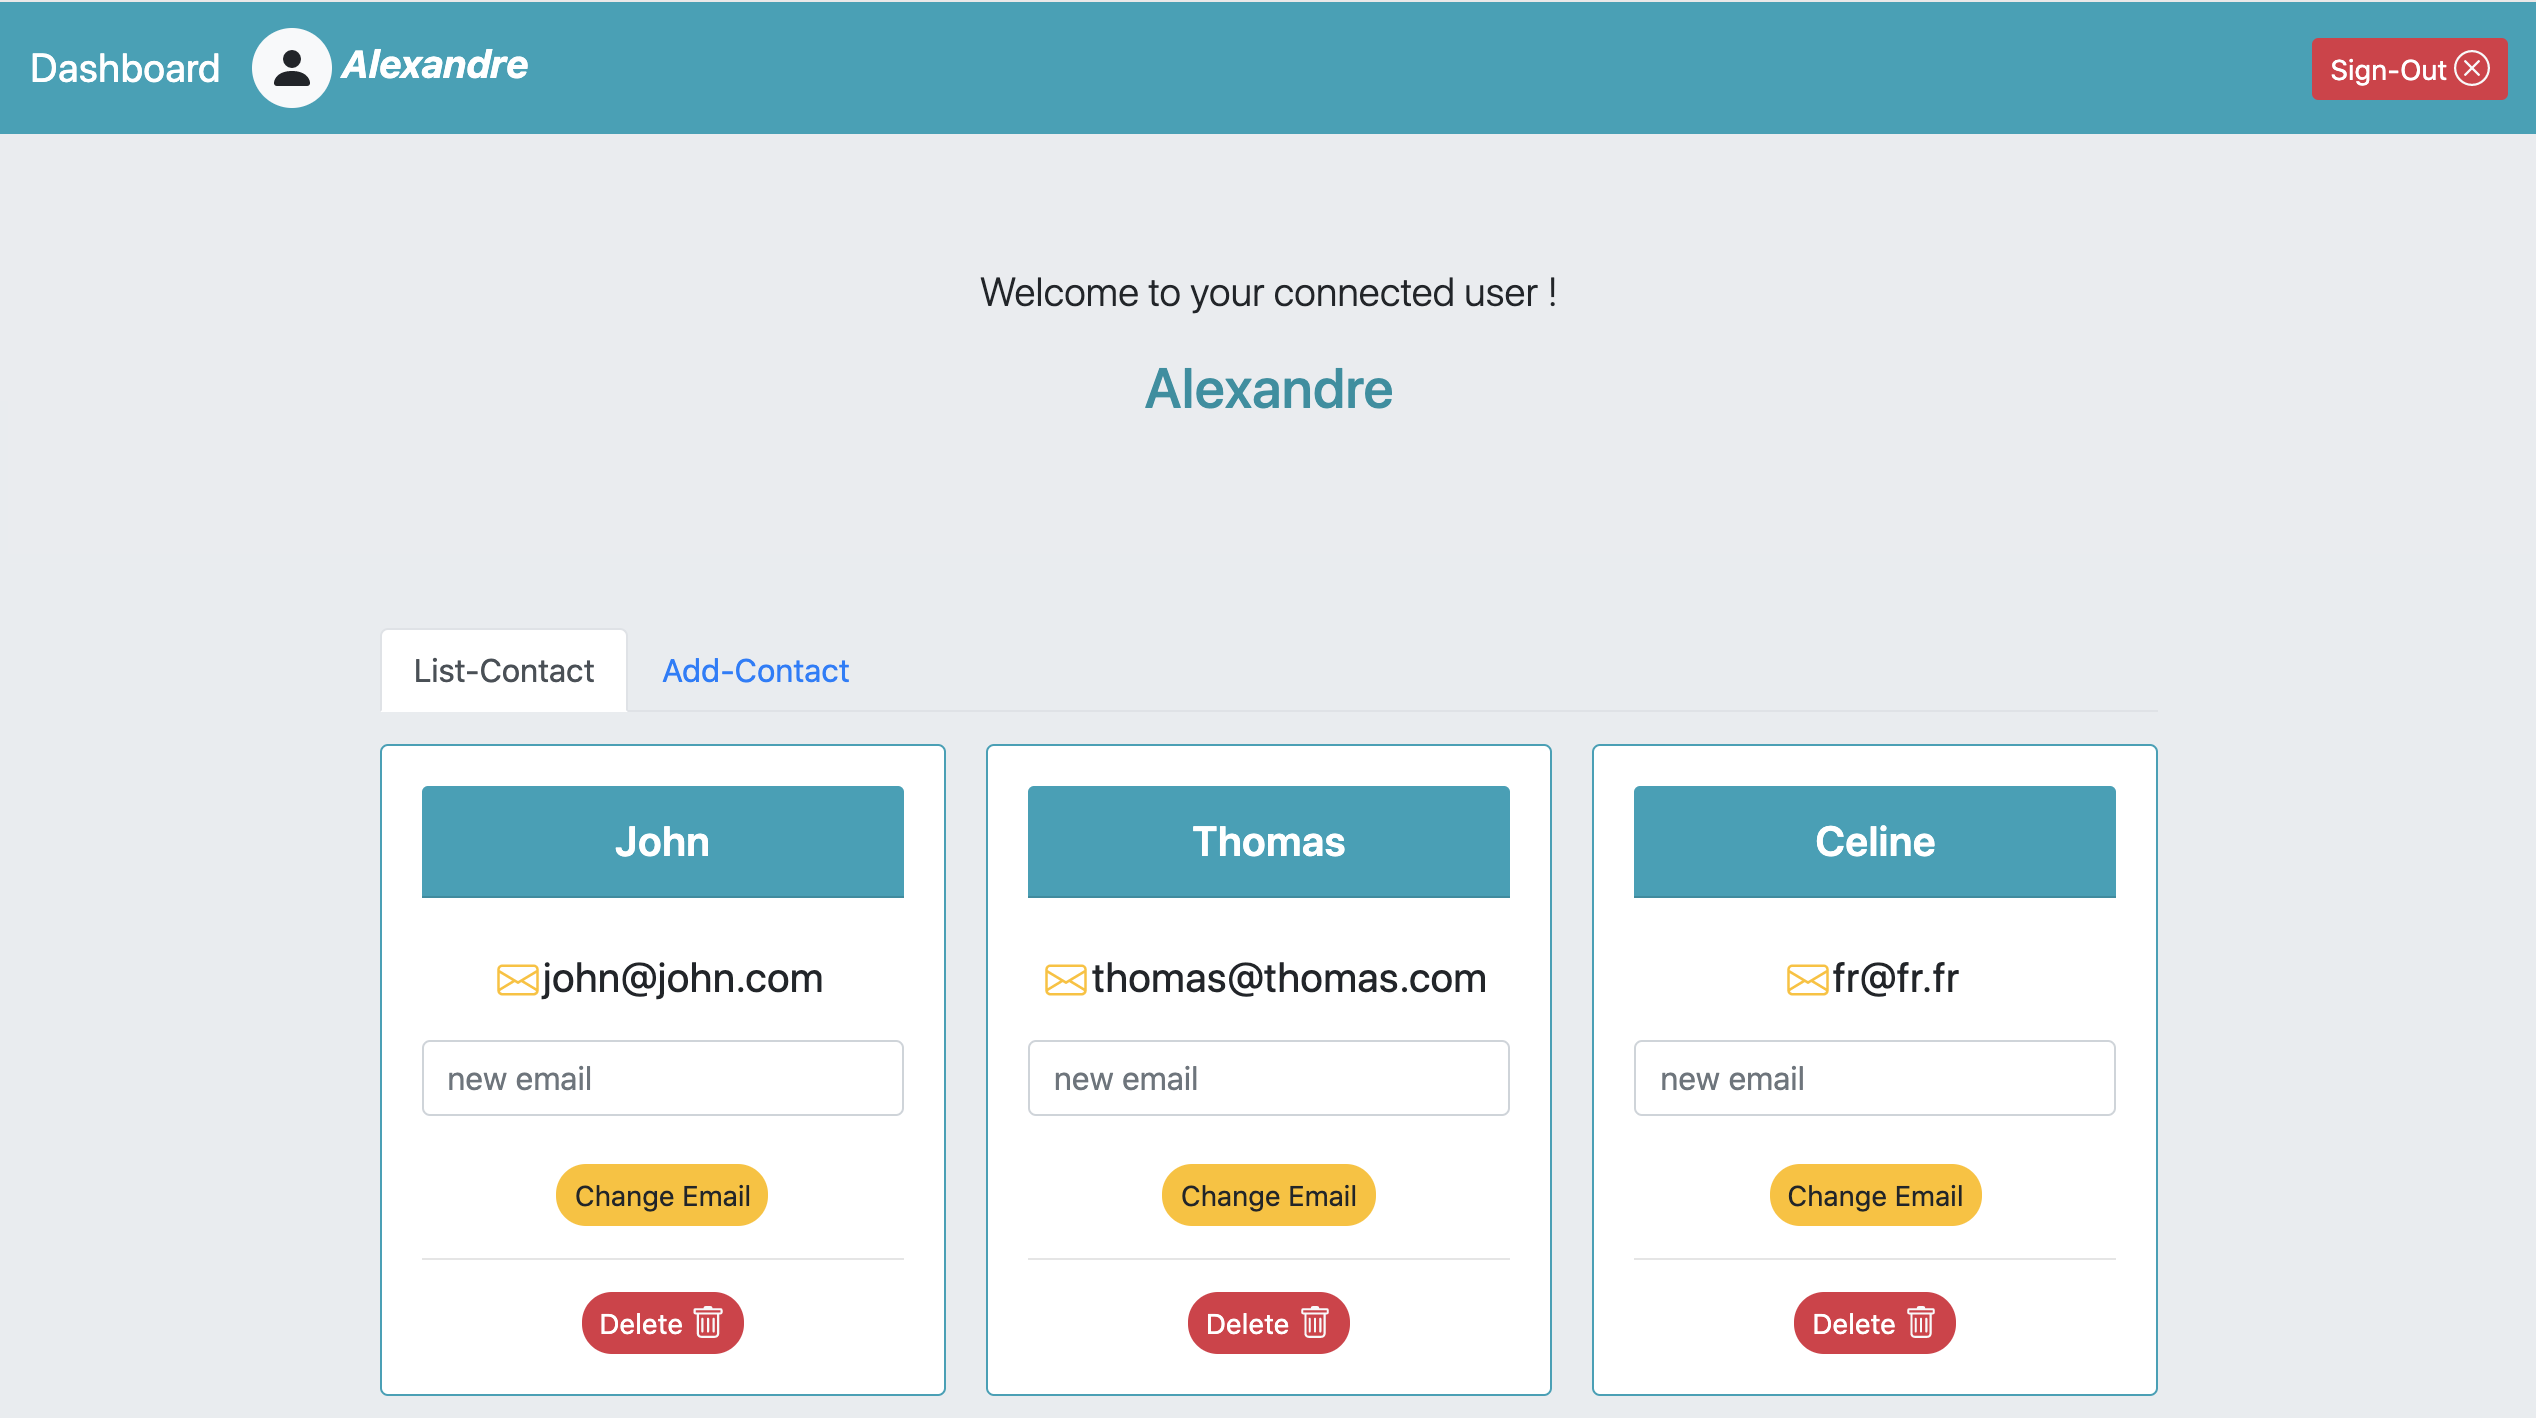 Dashboard Alexandre Sign-Out
Welcome to your connected user !
Alexandre
List-Contact Add-Contact
John
john@john.com
new email
Change Email
Delete
Thomas
thomas@thomas.com
new email
Change Email
Delete
Celine
fr@fr.fr
new email
Change Email
Delete